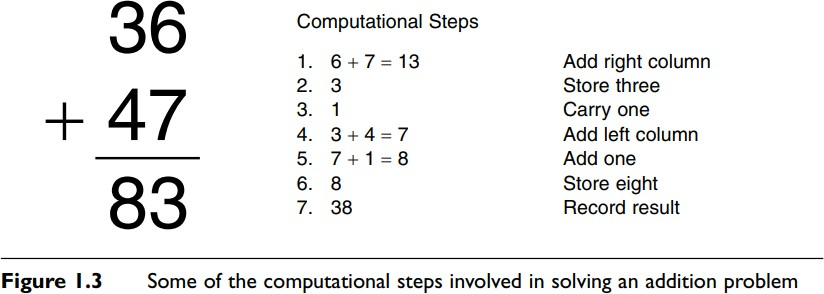 36
+ 47
83
Computational Steps
1. 6 + 7 = 13 Add right column
2. 3 Store three
3. 1 Carry one
4. 3 + 4 = 7 Add left column
5. 7 + 1 = 8 Add one
6. 8 Store eight
7. 38 Record result
Figure 1.3 Some of the computational steps involved in solving an addition problem